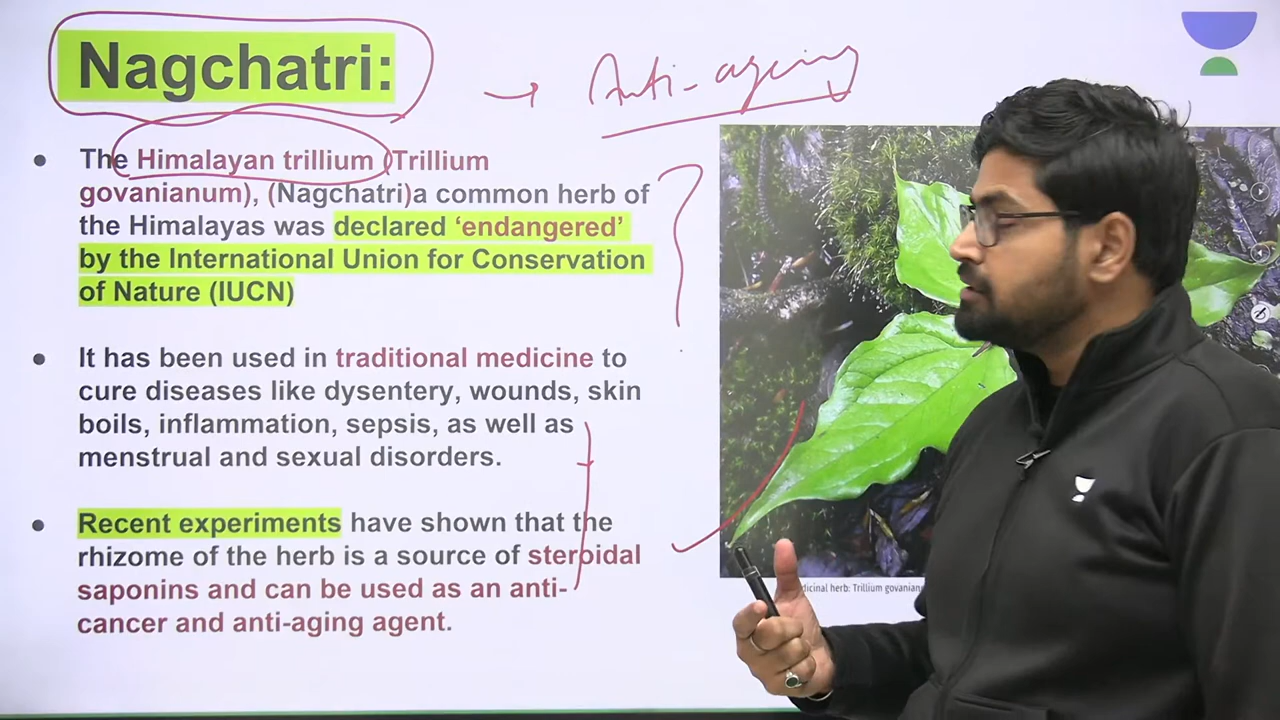 Nagchatri:
→ Anti-ageing
The Himalayan trillium (Trillium
govanianum), (Nagchatri)a common herb of
the Himalayas was declared ‘endangered’
by the International Union for Conservation
of Nature (IUCN)
It has been used in traditional medicine to
cure diseases like dysentery, wounds, skin
boils, inflammation, sepsis, as well as
menstrual and sexual disorders.
Recent experiments have shown that the
rhizome of the herb is a source of steroidal
saponins and can be used as an anti-
cancer and anti-aging agent.
dicinal herb: Trillium govanian